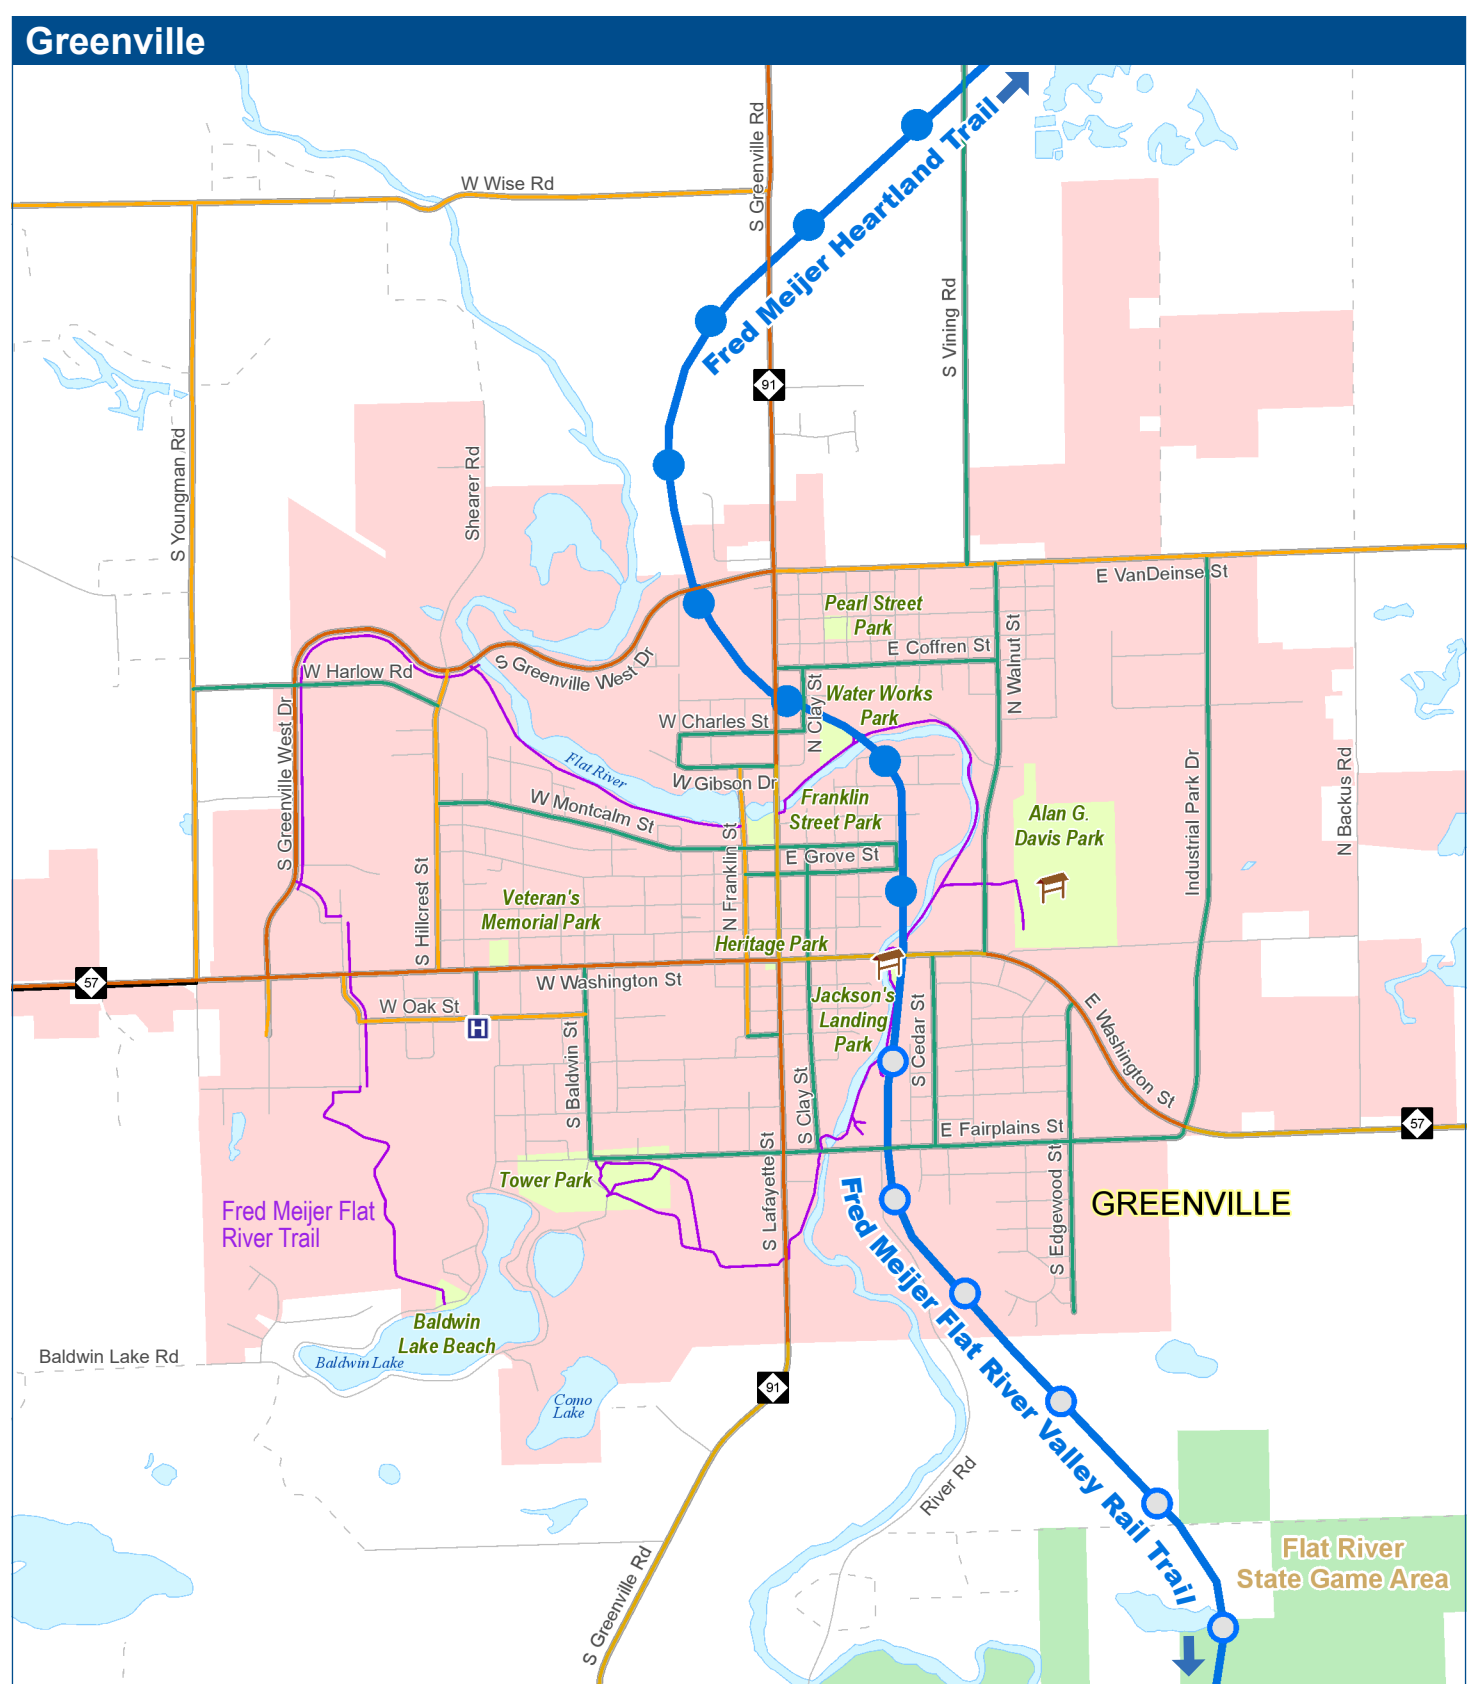 Greenville
Fred Meijer Heartland Trail
S Greenville Rd
W Wise Rd
S Vining Rd
91
S Youngman Rd
Shearer Rd
E VanDeinse St
Pearl Street
Park
E Coffren St
N Walnut St
S Greenville West Dr
W Harlow Rd
N Clay St
Water Works
Park
W Charles St
S Greenville West Dr
Flat River
W Gibson Dr
Industrial Park Dr
N Backus Rd
W Montcalm St
Franklin
Street Park
Alan G.
Davis Park
E Grove St
N Franklin St
S Hillcrest St
Veteran's
Memorial Park
Heritage Park
57
W Washington St
W Oak St
H
Jackson's
Landing
Park
S Cedar St
E Washington St
S Baldwin St
S Clay St
E Fairplains St
57
Tower Park
S Lafayette St
S Edgewood St
GREENVILLE
Fred Meijer Flat
River Trail
Fred Meijer Flat River Valley Rail Trail
Baldwin
Lake Beach
Baldwin Lake Rd
Baldwin Lake
91
Como
Lake
River Rd
Flat River
State Game Area
S Greenville Rd